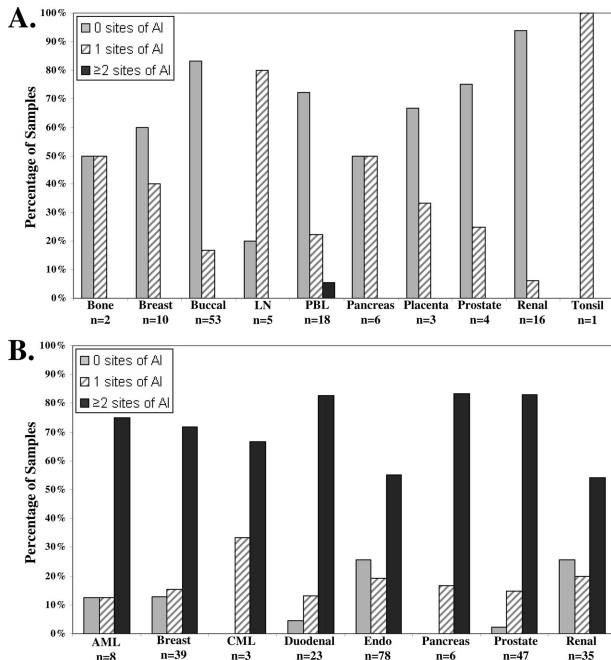 A.
0 sites of AI
1 sites of AI
≥2 sites of AI
Percentage of Samples
100%
90%
80%
70%
60%
50%
40%
30%
20%
10%
0%
Bone Breast Buccal LN PBL Pancreas Placenta Prostate Renal Tonsil
n=2 n=10 n=53 n=5 n=18 n=6 n=3 n=4 n=16 n=1
B.
0 sites of AI
1 sites of AI
≥2 sites of AI
Percentage of Samples
100%
90%
80%
70%
60%
50%
40%
30%
20%
10%
0%
AML Breast CML Duodenal Endo Pancreas Prostate Renal
n=8 n=39 n=3 n=23 n=78 n=6 n=47 n=35